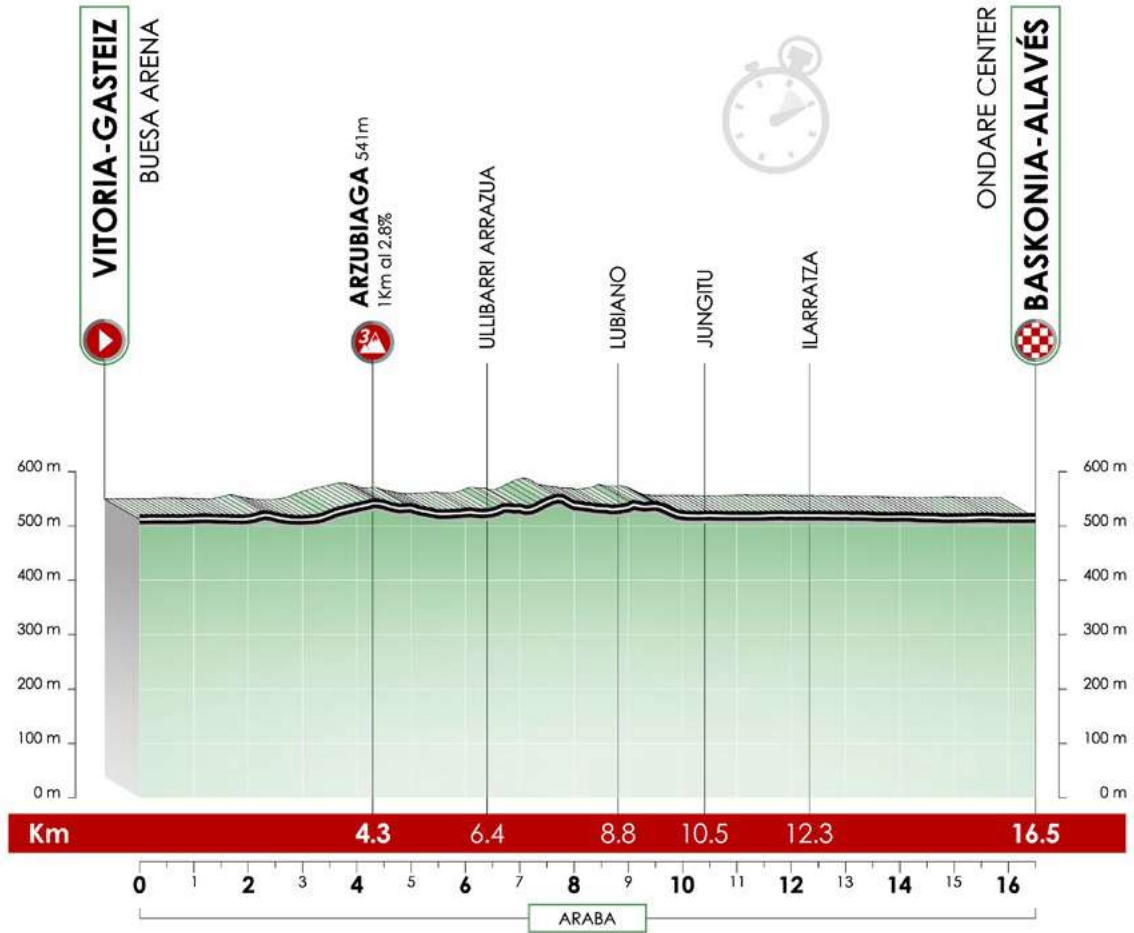 VITORIA-GASTEIZ
BUESA ARENA
ARZUBIAGA 541m
1Km al 2.8%
ULLIBARRI ARRAZUA
LUBIANO
JUNGITU
ILARRATZA
ONDARE CENTER
BASKONIA-ALAVÉS
3
600 m
500 m
400 m
300 m
200 m
100 m
0 m
600 m
500 m
400 m
300 m
200 m
100 m
0 m
Km 4.3 6.4 8.8 10.5 12.3 16.5
0 1 2 3 4 5 6 7 8 9 10 11 12 13 14 15 16
ARABA